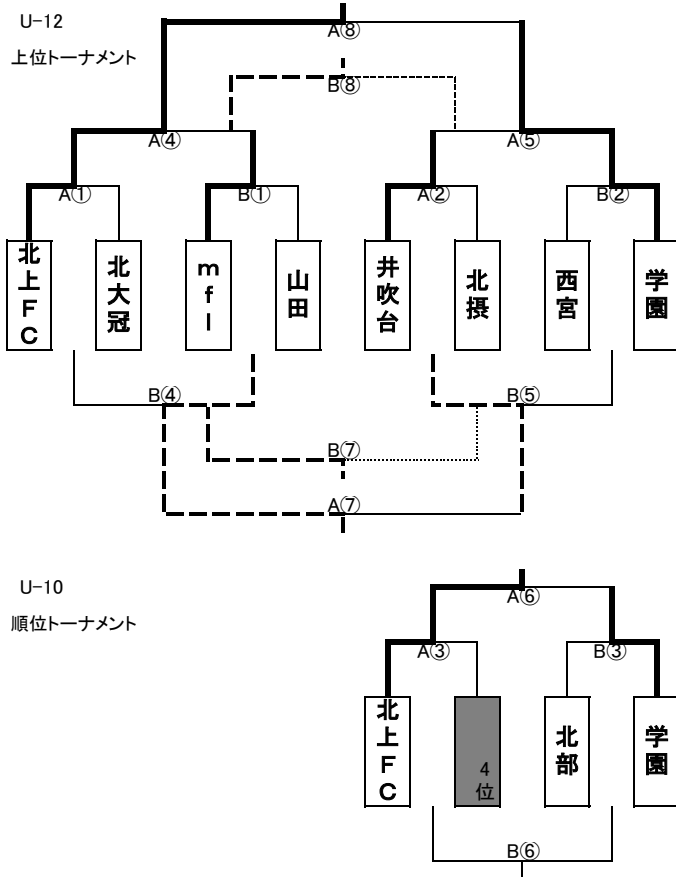 U-12
A⑧
上位トーナメント
B⑧
A④
A⑤
A①
B①
A②
B②
北上FC
北大冠
mfl
山田
井吹台
北摂
西宮
学園
B④
B⑤
B⑦
A⑦
U-10
順位トーナメント
A⑥
A③
B③
北上FC
4位
北部
学園
B⑥